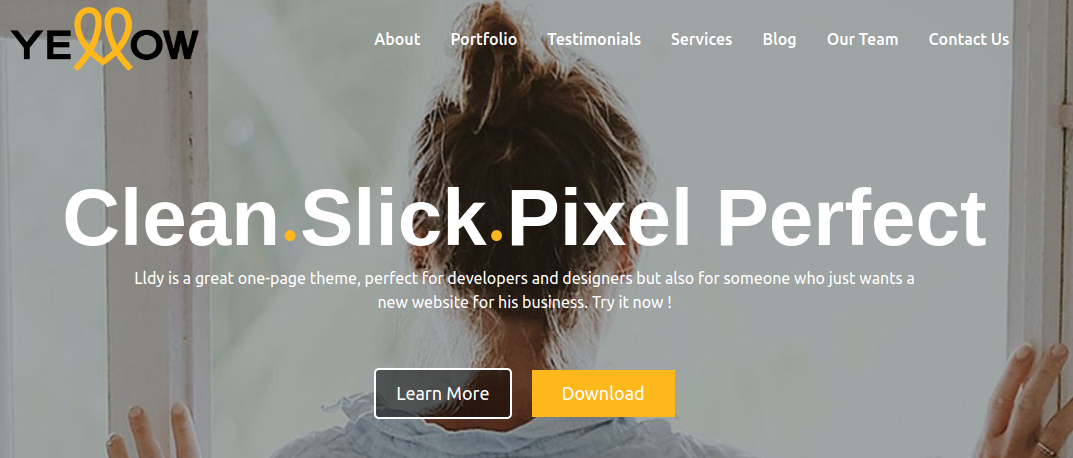 YELLOW
About Portfolio Testimonials Services Blog Our Team Contact Us
Clean.Slick.Pixel Perfect
Lldy is a great one-page theme, perfect for developers and designers but also for someone who just wants a
new website for his business. Try it now !
Learn More Download